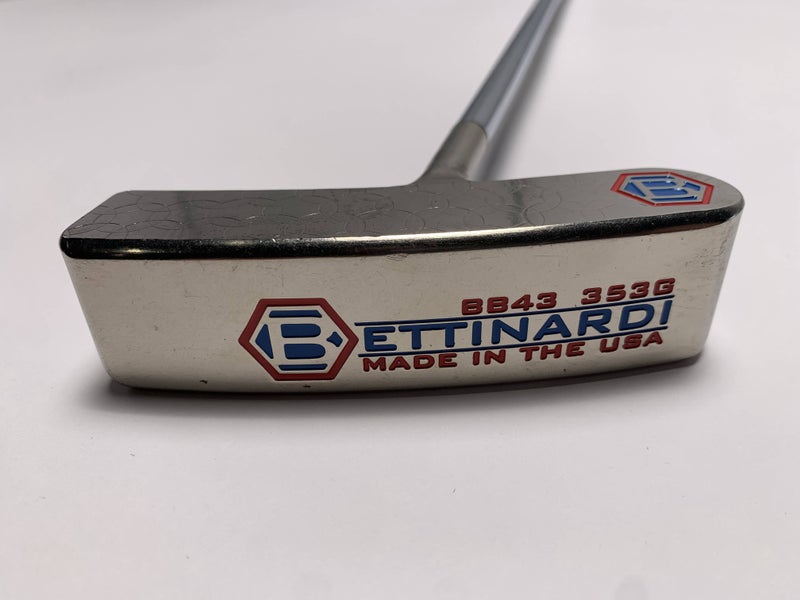 BB43 353G
BETTINARDI
MADE IN THE USA
B